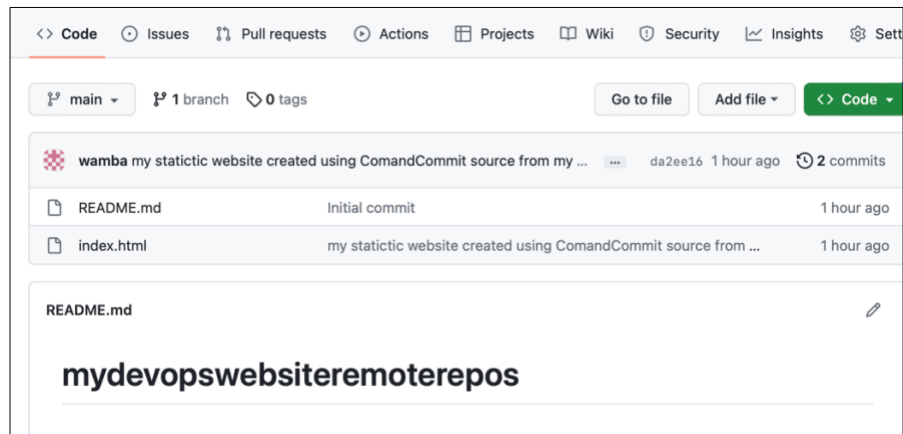 <> Code Issues Pull requests Actions Projects Wiki Security Insights Sett
main 1 branch 0 tags Go to file Add file <> Code
wamba my statictic website created using ComandCommit source from my ... ... da2ee16 1 hour ago 2 commits
README.md Initial commit 1 hour ago
index.html my statictic website created using ComandCommit source from ... 1 hour ago
README.md
mydevopswebsiteremoterepos